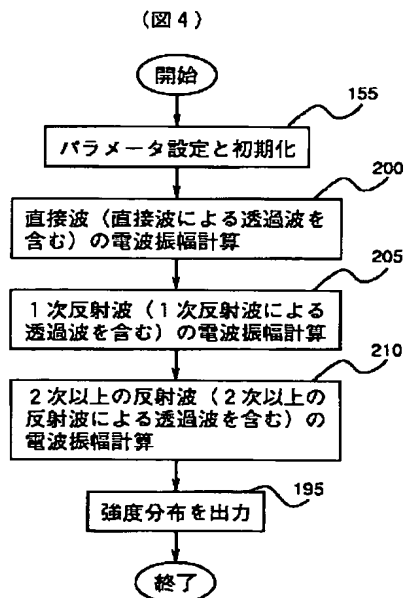 (図4)
開始
155
パラメータ設定と初期化
200
直接波（直接波による透過波を
含む）の電波振幅計算
205
1次反射波（1次反射波による
透過波を含む）の電波振幅計算
210
2次以上の反射波（2次以上の
反射波による透過波を含む）の
電波振幅計算
195
強度分布を出力
終了